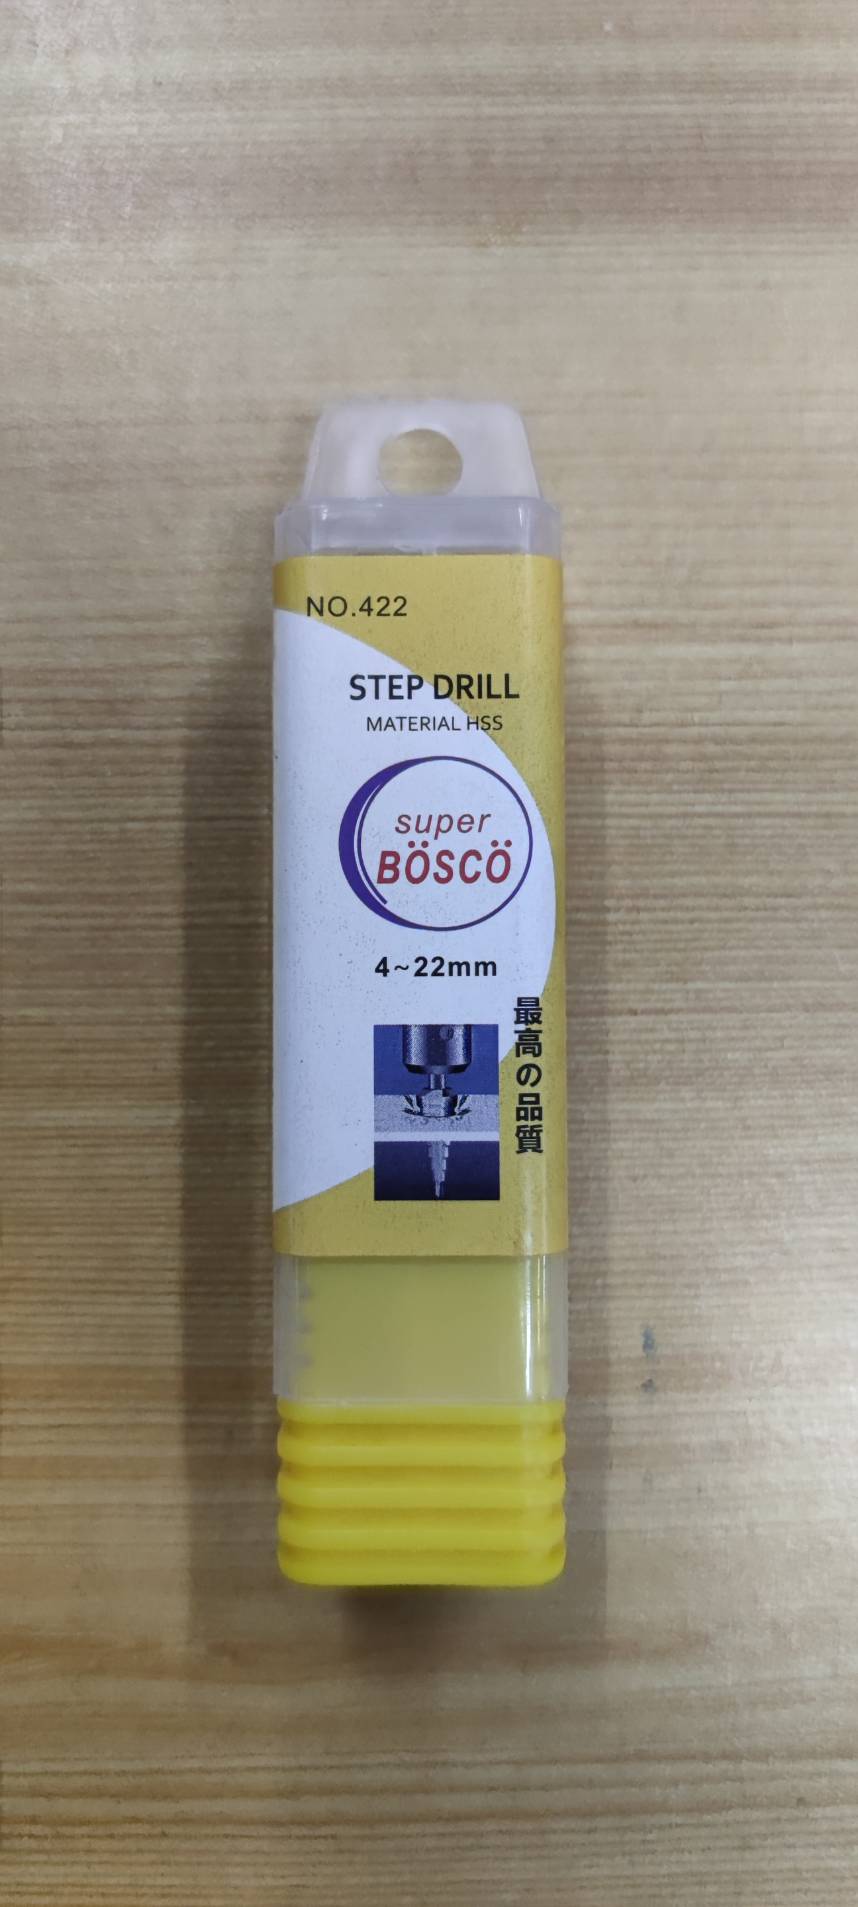 NO.422
STEP DRILL
MATERIAL HSS
super
BÖSCÖ
4~22mm
最高の品質